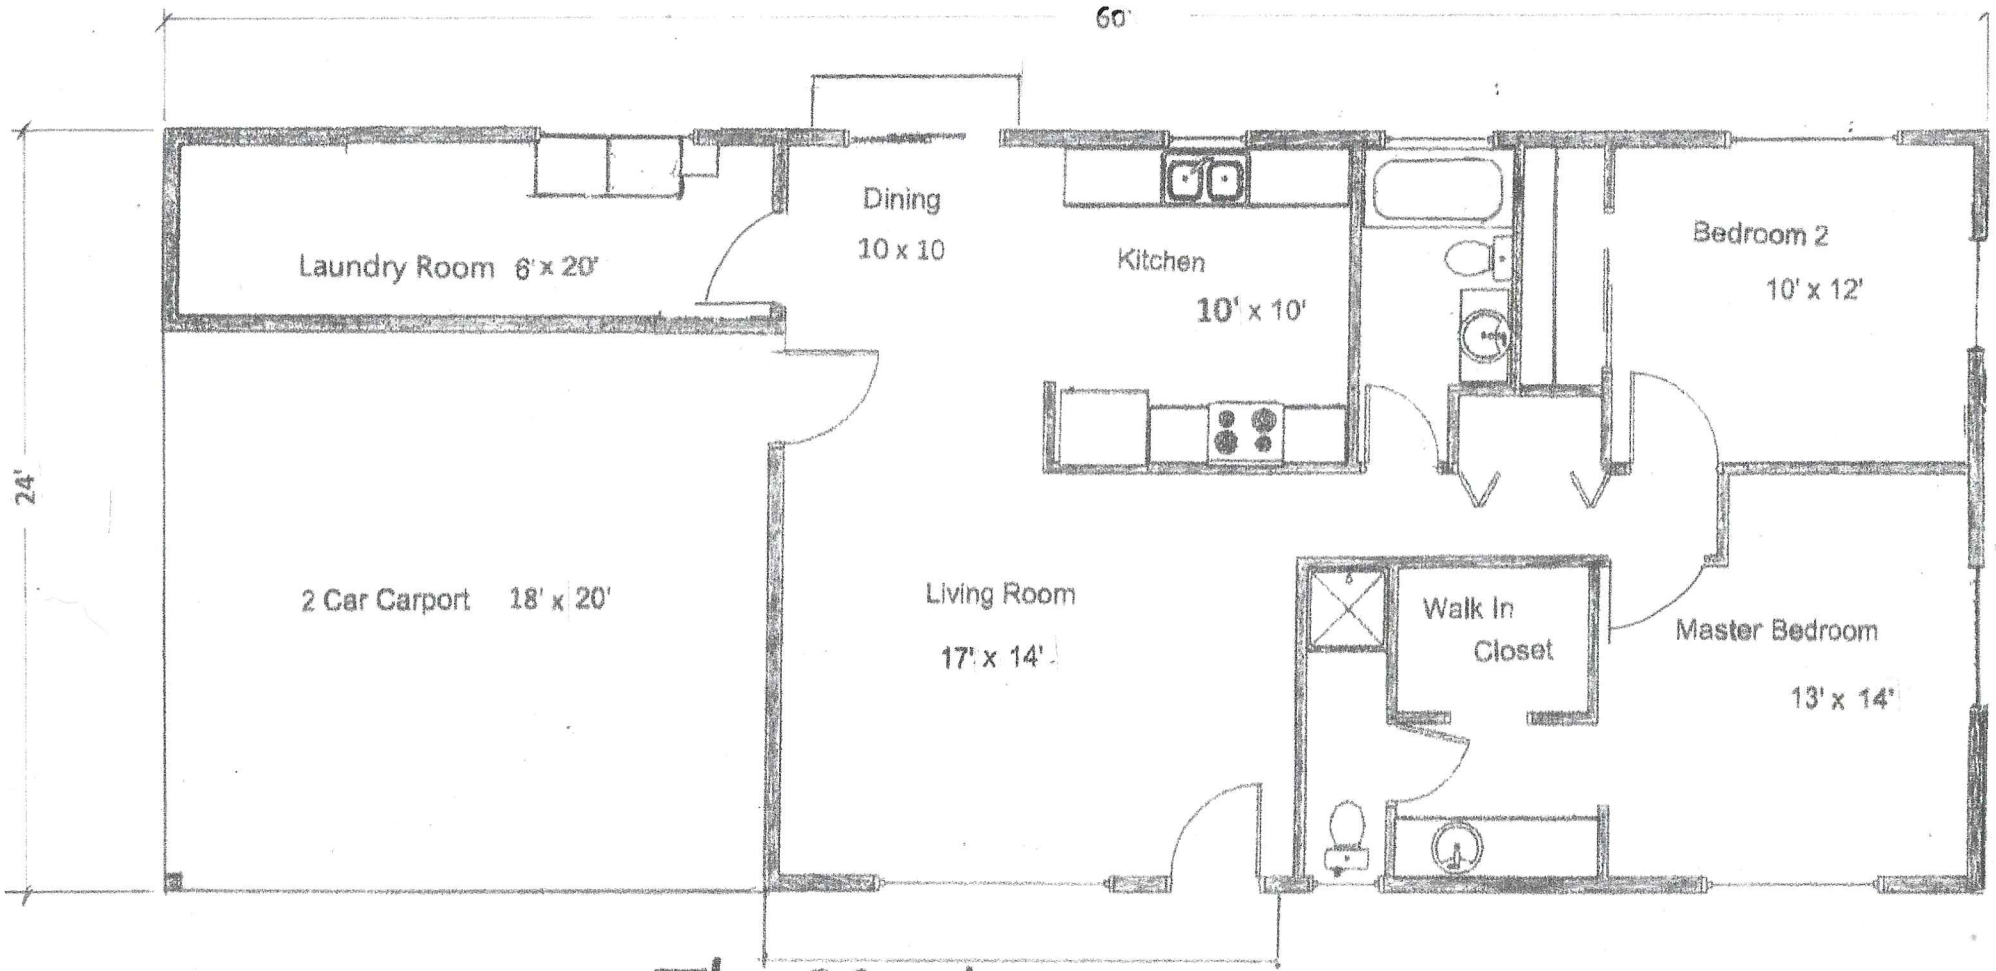 60'
24'
Laundry Room 6' x 20'
Dining
10 x 10
Kitchen
10' x 10'
Bedroom 2
10' x 12'
2 Car Carport 18' x 20'
Living Room
17' x 14'
Walk In
Closet
Master Bedroom
13' x 14'